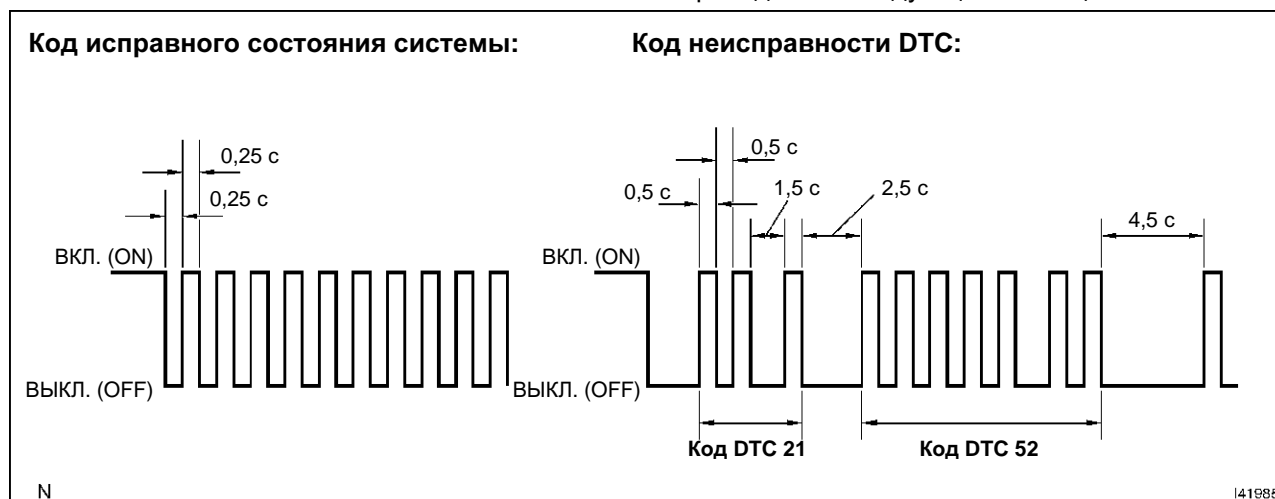 Код исправного состояния системы:
Код неисправности DTC:
0,25 с
0,25 с
ВКЛ. (ON)
ВЫКЛ. (OFF)
0,5 с
0,5 с
1,5 с
2,5 с
4,5 с
ВКЛ. (ON)
ВЫКЛ. (OFF)
Код DTC 21
Код DTC 52
N